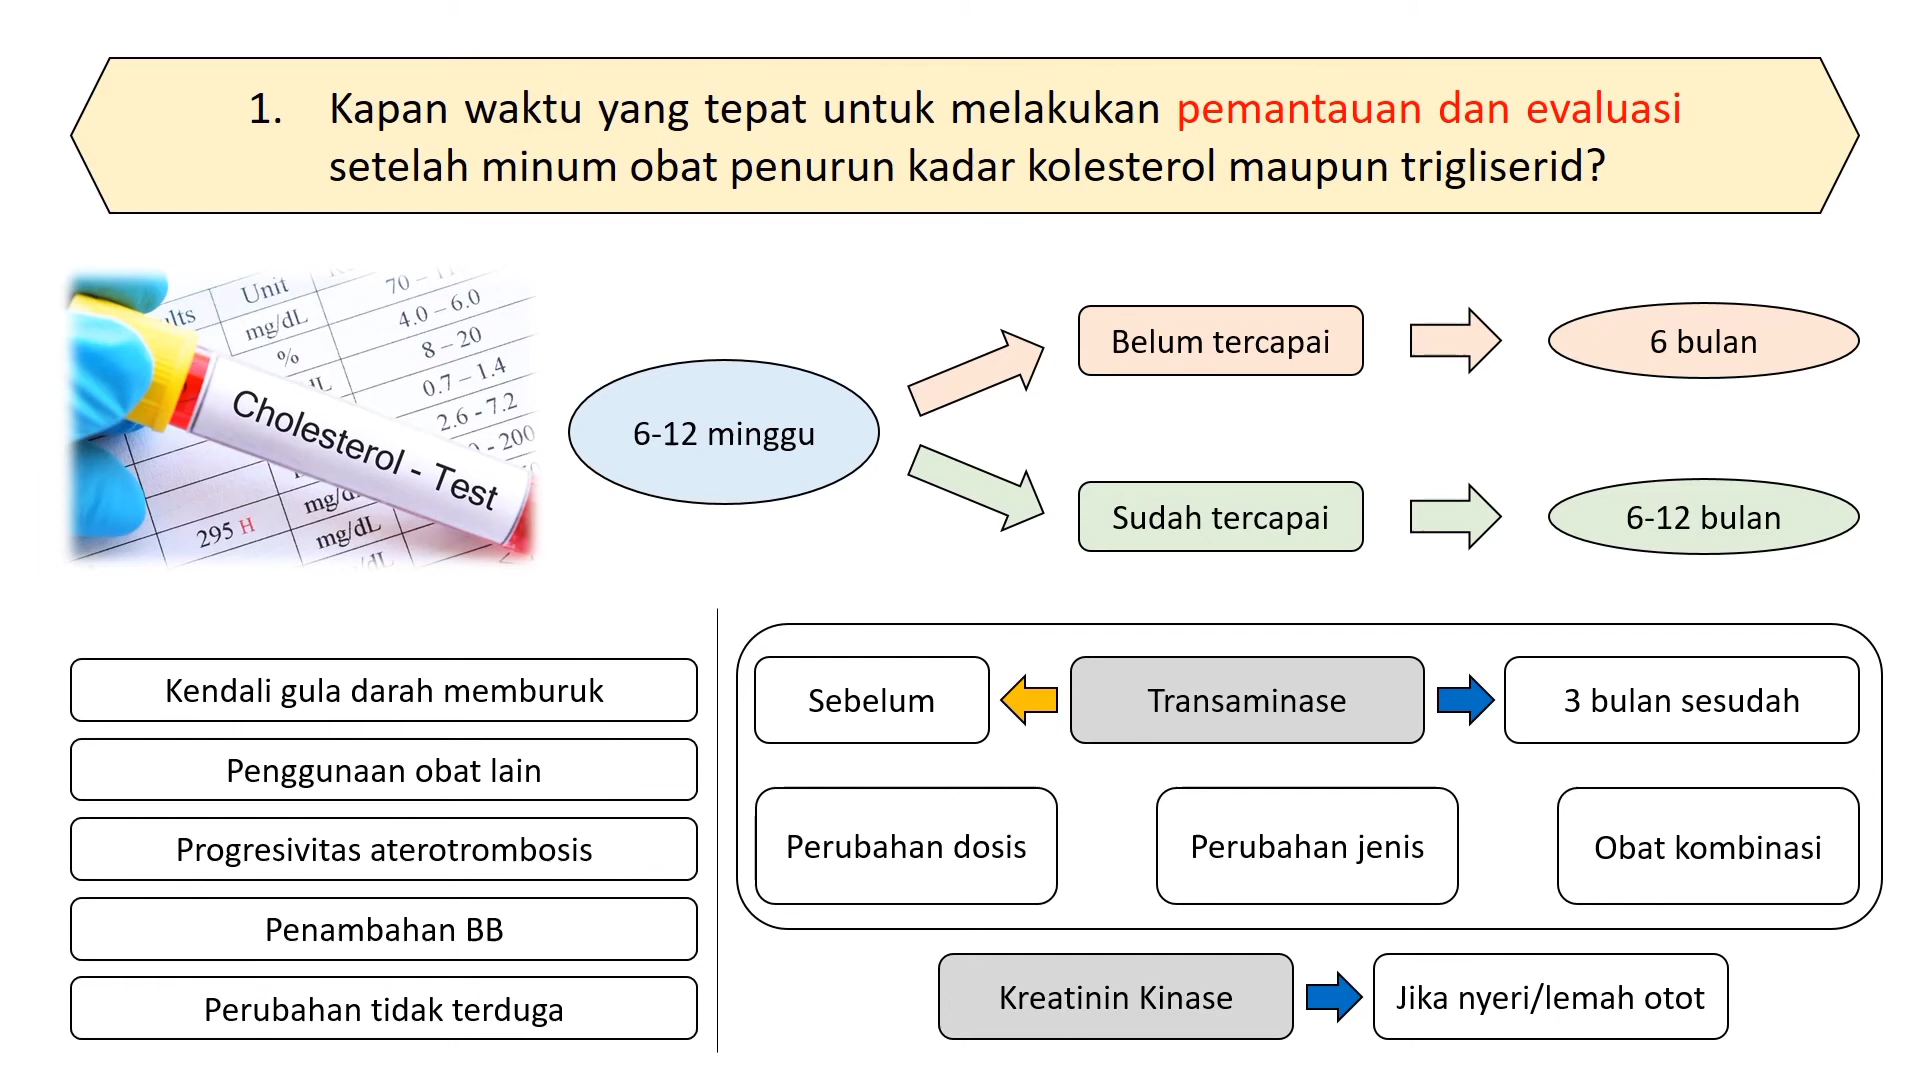 1. Kapan waktu yang tepat untuk melakukan pemantauan dan evaluasi
setelah minum obat penurun kadar kolesterol maupun trigliserid?
Unit
mg/dL
%
70 –
4.0 – 6.0
8 – 20
0.7 – 1.4
2.6 - 7.2
- 200
Cholesterol - Test
295 H
mg/dL
6-12 minggu
Belum tercapai
6 bulan
Sudah tercapai
6-12 bulan
Kendali gula darah memburuk
Penggunaan obat lain
Progresivitas aterotrombosis
Penambahan BB
Perubahan tidak terduga
Sebelum
Transaminase
3 bulan sesudah
Perubahan dosis
Perubahan jenis
Obat kombinasi
Kreatinin Kinase
Jika nyeri/lemah otot